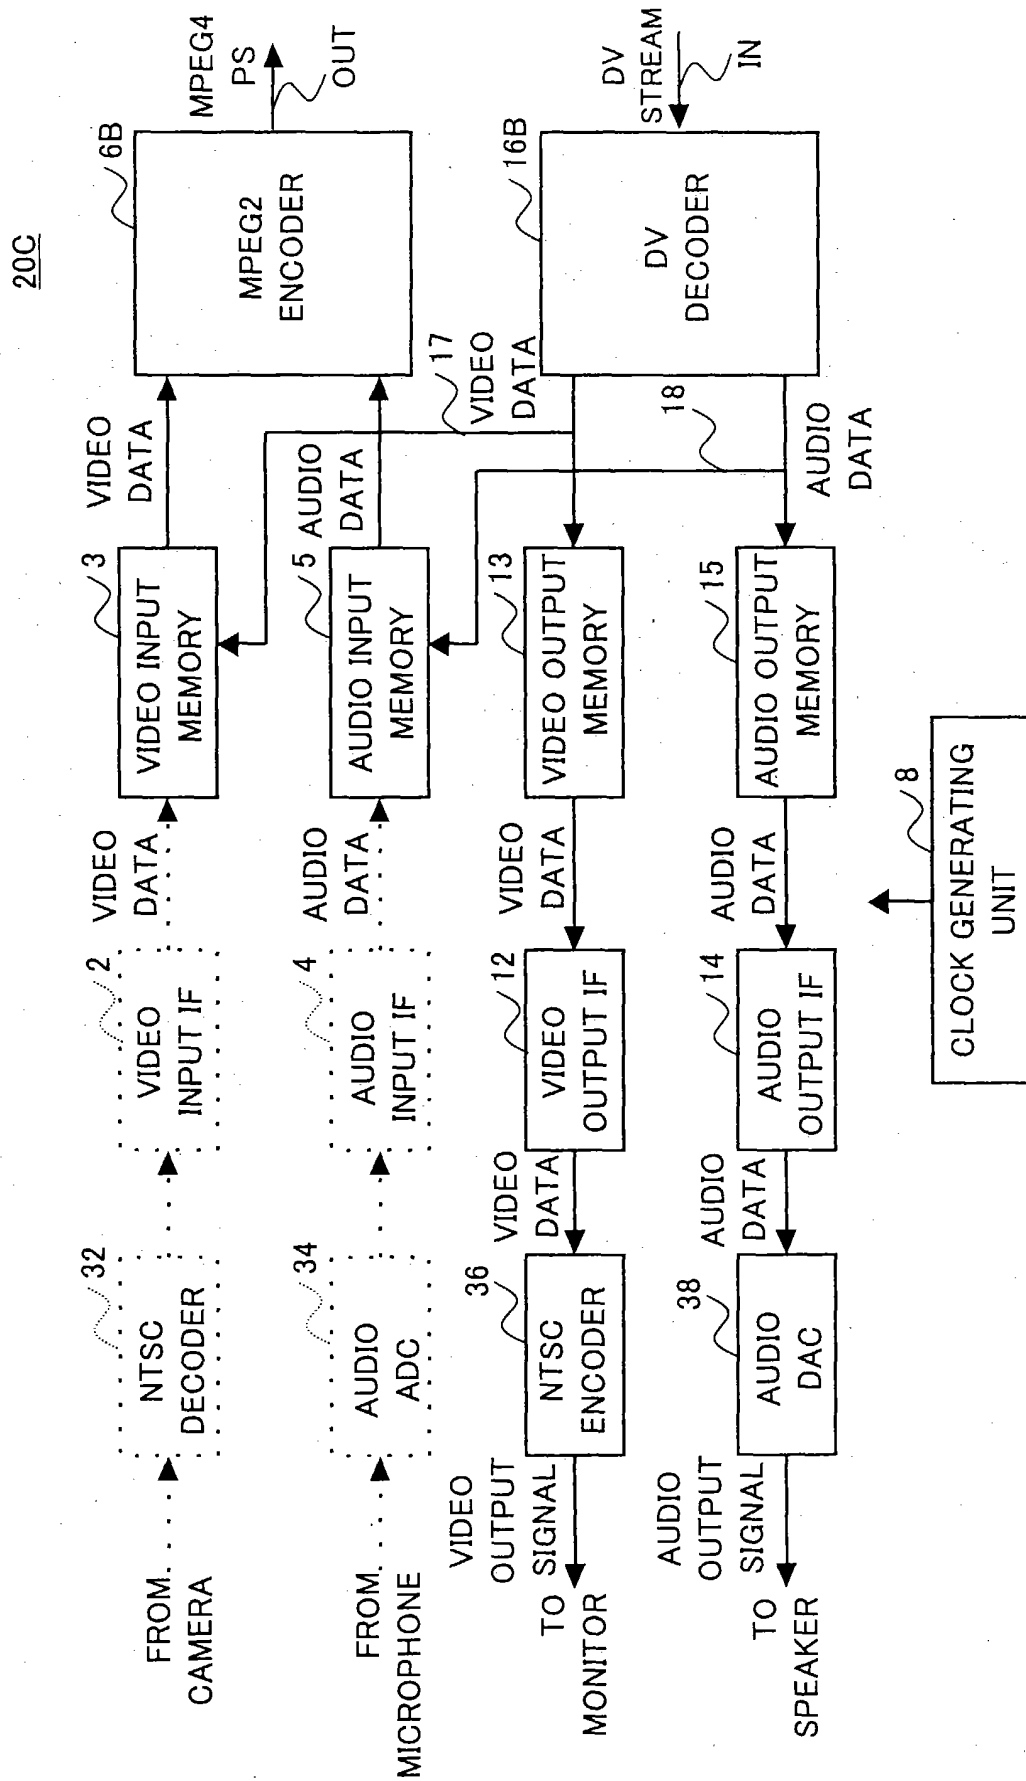 20C
FROM
CAMERA
32
NTSC
DECODER
2
VIDEO
INPUT IF
VIDEO
DATA
3
VIDEO INPUT
MEMORY
VIDEO
DATA
6B
MPEG2
ENCODER
MPEG4
PS
OUT
FROM
MICROPHONE
34
AUDIO
ADC
4
AUDIO
INPUT IF
AUDIO
DATA
5
AUDIO INPUT
MEMORY
AUDIO
DATA
17
VIDEO OUTPUT
SIGNAL
TO
MONITOR
36
NTSC
ENCODER
VIDEO
DATA
12
VIDEO
OUTPUT IF
VIDEO
DATA
13
VIDEO OUTPUT
MEMORY
VIDEO
DATA
16B
DV
DECODER
DV
STREAM
IN
AUDIO
OUTPUT
SIGNAL
TO
SPEAKER
38
AUDIO
DAC
AUDIO
DATA
14
AUDIO
OUTPUT IF
AUDIO
DATA
15
AUDIO OUTPUT
MEMORY
18
AUDIO
DATA
8
CLOCK GENERATING
UNIT